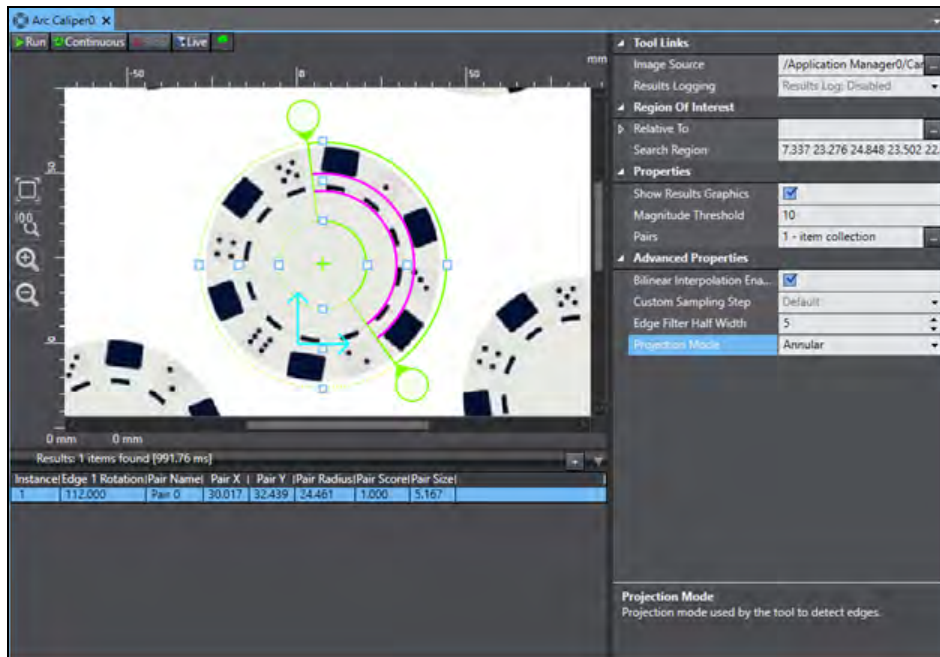 Arc Caliper0 ×
Run Continuous Stop Live
-50 0 50 mm
50
100
0
0 mm 0 mm
Results: 1 items found [991.76 ms]
Instance Edge 1 Rotation Pair Name Pair X Pair Y Pair Radius Pair Score Pair Size
1 112.000 Pair 0 30.017 32.439 24.461 1.000 5.167
Tool Links
Image Source /Application Manager0/Car ...
Results Logging Results Log: Disabled
Region Of Interest
Relative To ...
Search Region 7.337 23.276 24.848 23.502 22.
Properties
Show Results Graphics
Magnitude Threshold 10
Pairs 1 - item collection ...
Advanced Properties
Bilinear Interpolation Ena...
Custom Sampling Step Default
Edge Filter Half Width 5
Projection Mode Annular
Projection Mode
Projection mode used by the tool to detect edges.